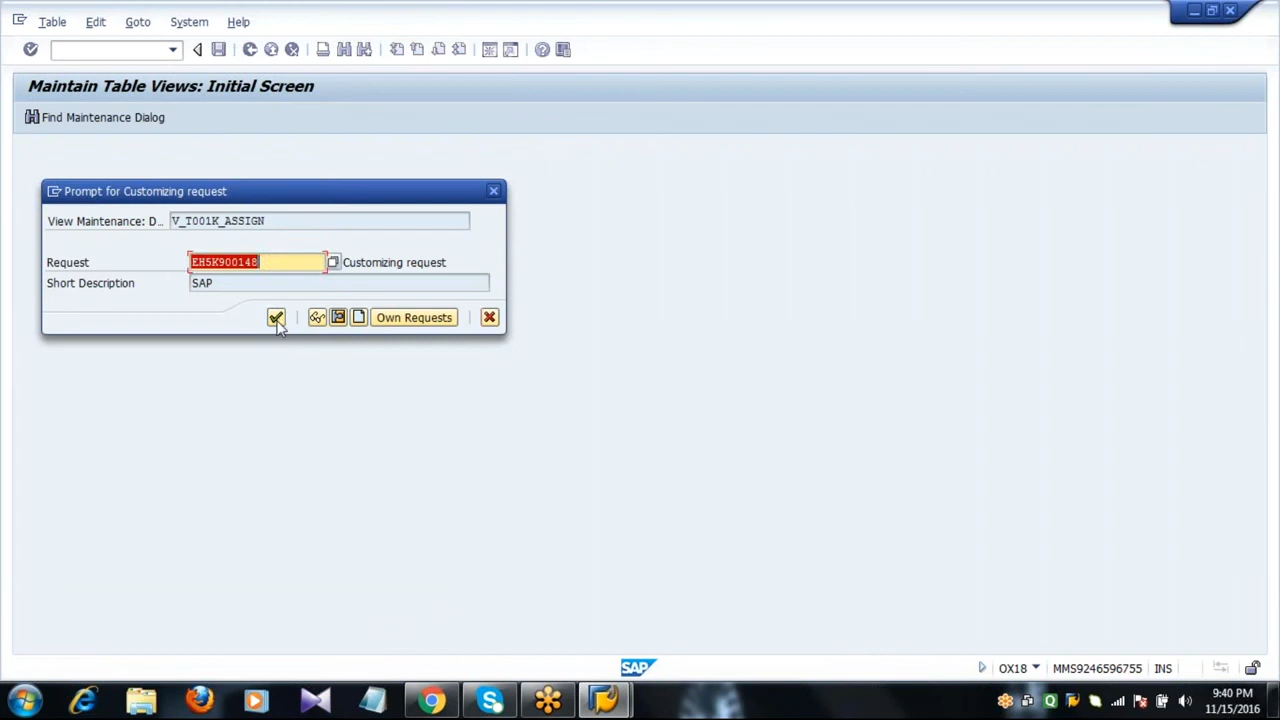 Table Edit Goto System Help
Maintain Table Views: Initial Screen
Find Maintenance Dialog
Prompt for Customizing request
View Maintenance: D.. V_T001K_ASSIGN
Request EH5K900148 Customizing request
Short Description SAP
Own Requests
SAP OX18 MMS9246596755 INS
9:40 PM
11/15/2016